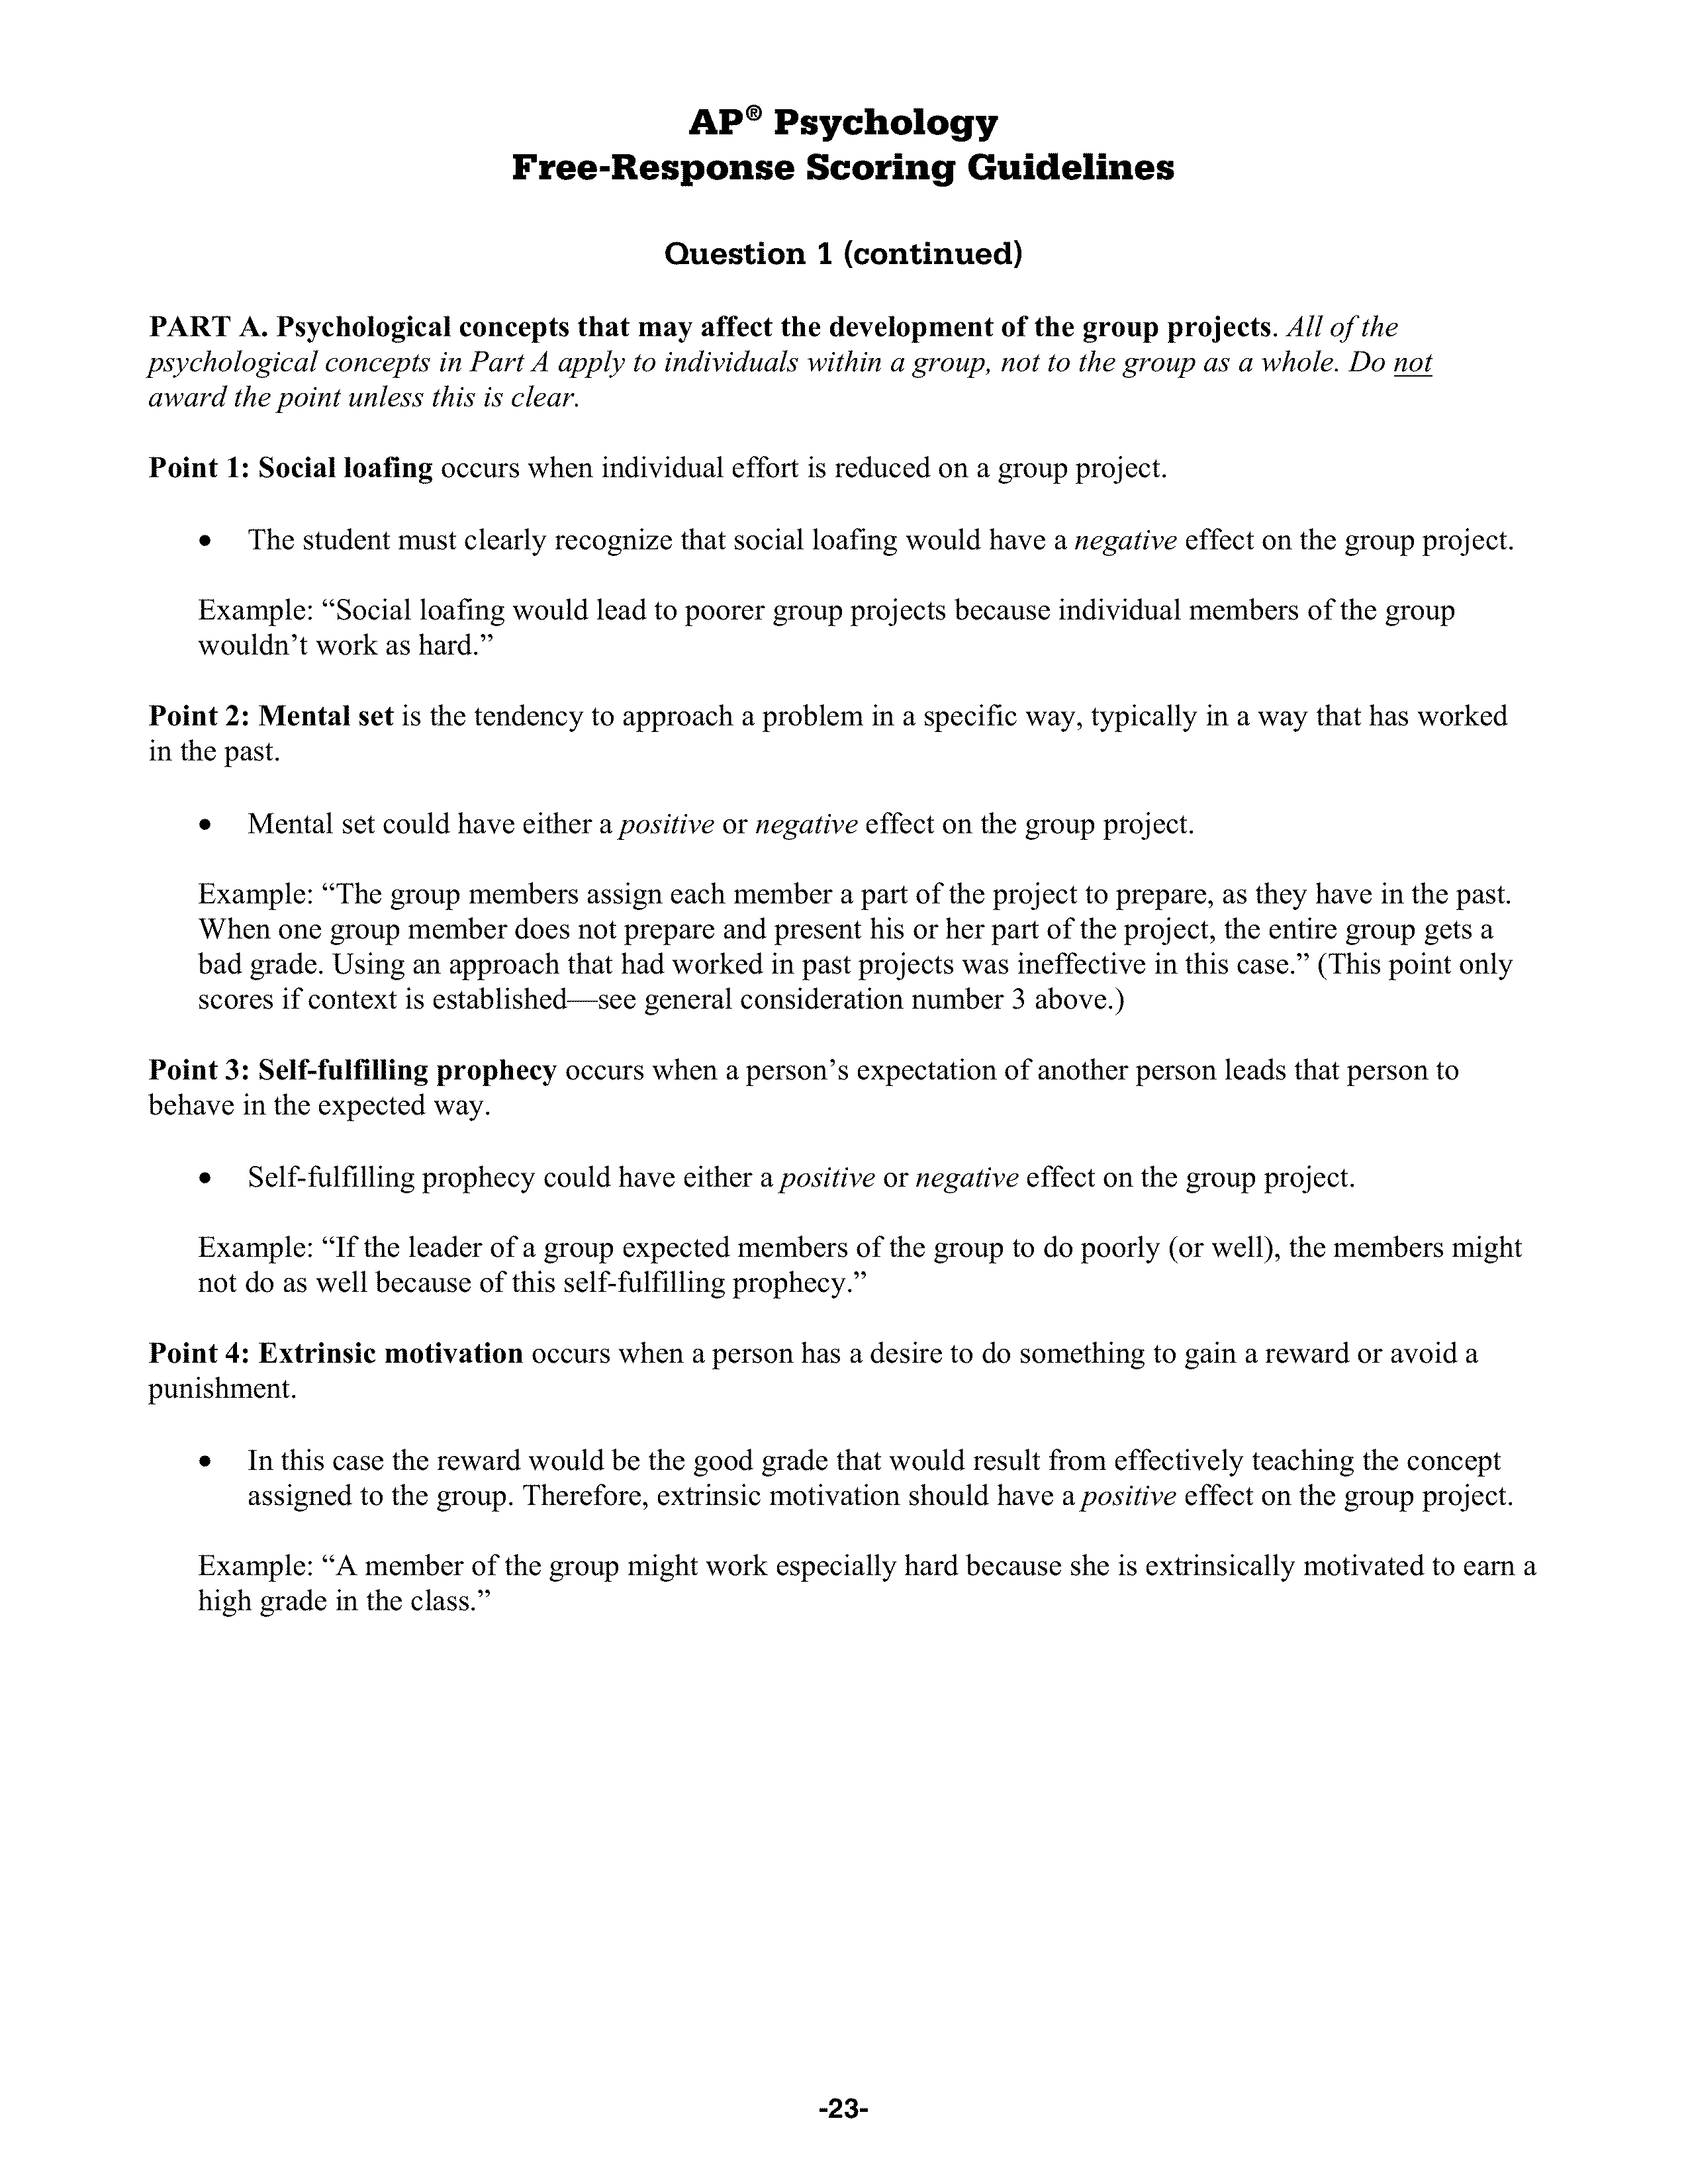 AP® Psychology
Free-Response Scoring Guidelines
Question 1 (continued)
PART A. Psychological concepts that may affect the development of the group projects. All of the
psychological concepts in Part A apply to individuals within a group, not to the group as a whole. Do not
award the point unless this is clear.
Point 1: Social loafing occurs when individual effort is reduced on a group project.
• The student must clearly recognize that social loafing would have a negative effect on the group project.
Example: “Social loafing would lead to poorer group projects because individual members of the group
wouldn’t work as hard.”
Point 2: Mental set is the tendency to approach a problem in a specific way, typically in a way that has worked
in the past.
• Mental set could have either a positive or negative effect on the group project.
Example: “The group members assign each member a part of the project to prepare, as they have in the past.
When one group member does not prepare and present his or her part of the project, the entire group gets a
bad grade. Using an approach that had worked in past projects was ineffective in this case.” (This point only
scores if context is established—see general consideration number 3 above.)
Point 3: Self-fulfilling prophecy occurs when a person’s expectation of another person leads that person to
behave in the expected way.
• Self-fulfilling prophecy could have either a positive or negative effect on the group project.
Example: “If the leader of a group expected members of the group to do poorly (or well), the members might
not do as well because of this self-fulfilling prophecy.”
Point 4: Extrinsic motivation occurs when a person has a desire to do something to gain a reward or avoid a
punishment.
• In this case the reward would be the good grade that would result from effectively teaching the concept
assigned to the group. Therefore, extrinsic motivation should have a positive effect on the group project.
Example: “A member of the group might work especially hard because she is extrinsically motivated to earn a
high grade in the class.”
-23-